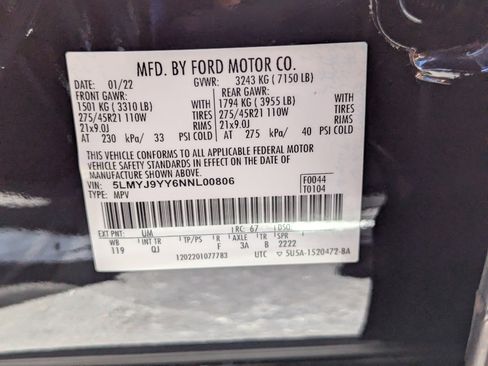 MFD. BY FORD MOTOR CO.
DATE: 01/22 GVWR: 3243 KG ( 7150 LB)
FRONT GAWR: REAR GAWR:
1501 KG ( 3310 LB) 1794 KG ( 3955 LB)
275/45R21 110W TIRES 275/45R21 110W TIRES
21x9.0J RIMS 21x9.0J RIMS
AT 230 kPa/ 33 PSI COLD AT 275 kPa/ 40 PSI COLD
THIS VEHICLE CONFORMS TO ALL APPLICABLE FEDERAL MOTOR
VEHICLE SAFETY AND THEFT PREVENTION STANDARDS IN EFFECT ON THE DATE OF
MANUFACTURE SHOWN ABOVE.
VIN: 5LMYJ9YY6NNL00806 F0044
TYPE: MPV T0104
EXT PNT: UM RC: 67 DSO:
WB INT TR TP/PS R AXLE TR SPR
119 QJ F 3A B 2222
1202201077783 UTC ▽ 5U5A-1520472-BA